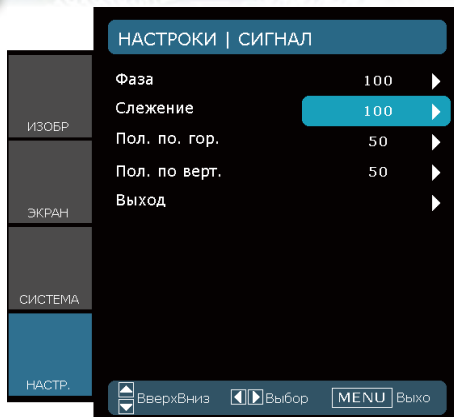 НАСТРОКИ | СИГНАЛ
Фаза 100
Слежение 100
Пол. по. гор. 50
Пол. по верт. 50
Выход
ИЗОБР
ЭКРАН
СИСТЕМА
НАСТР.
ВверхВниз Выбор MENU Выхо